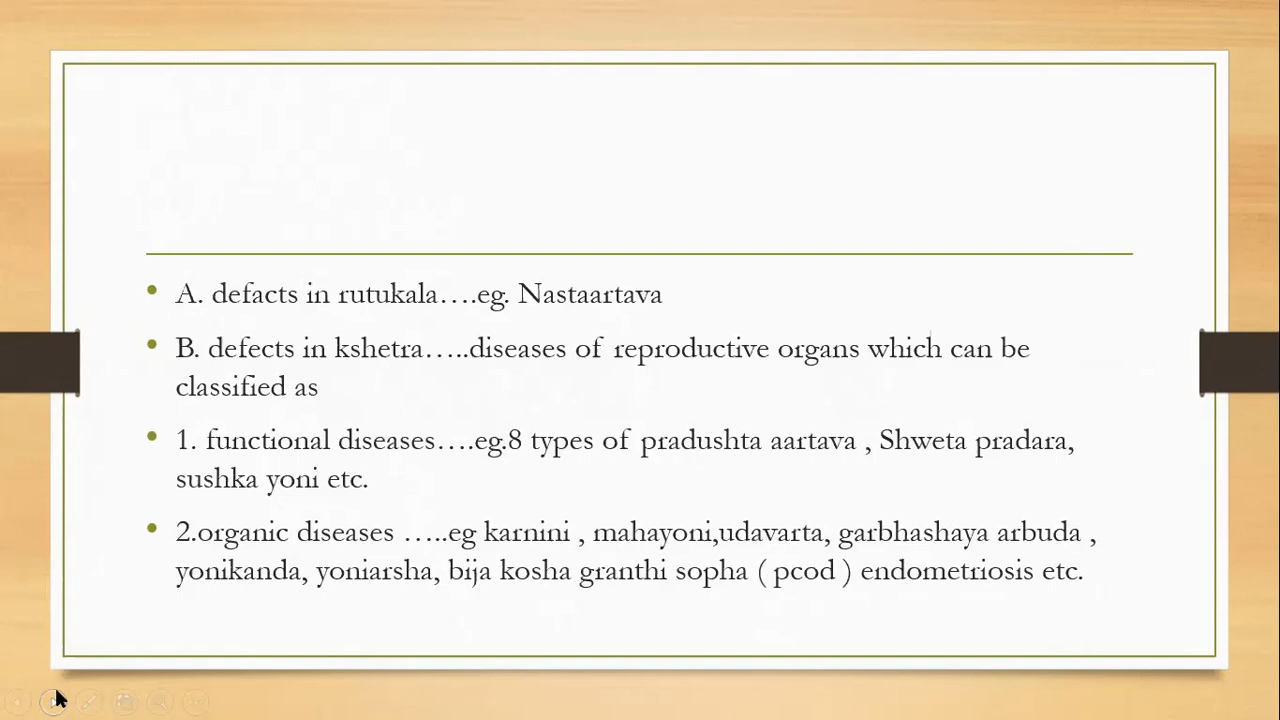 • A. defacts in rutukala….eg. Nastaartava
• B. defects in kshetra…..diseases of reproductive organs which can be
classified as
• 1. functional diseases….eg.8 types of pradushta aartava , Shweta pradara,
sushka yoni etc.
• 2.organic diseases …..eg karnini , mahayoni,udavarta, garbhashaya arbuda ,
yonikanda, yoniarsha, bija kosha granthi sopha ( pcod ) endometriosis etc.